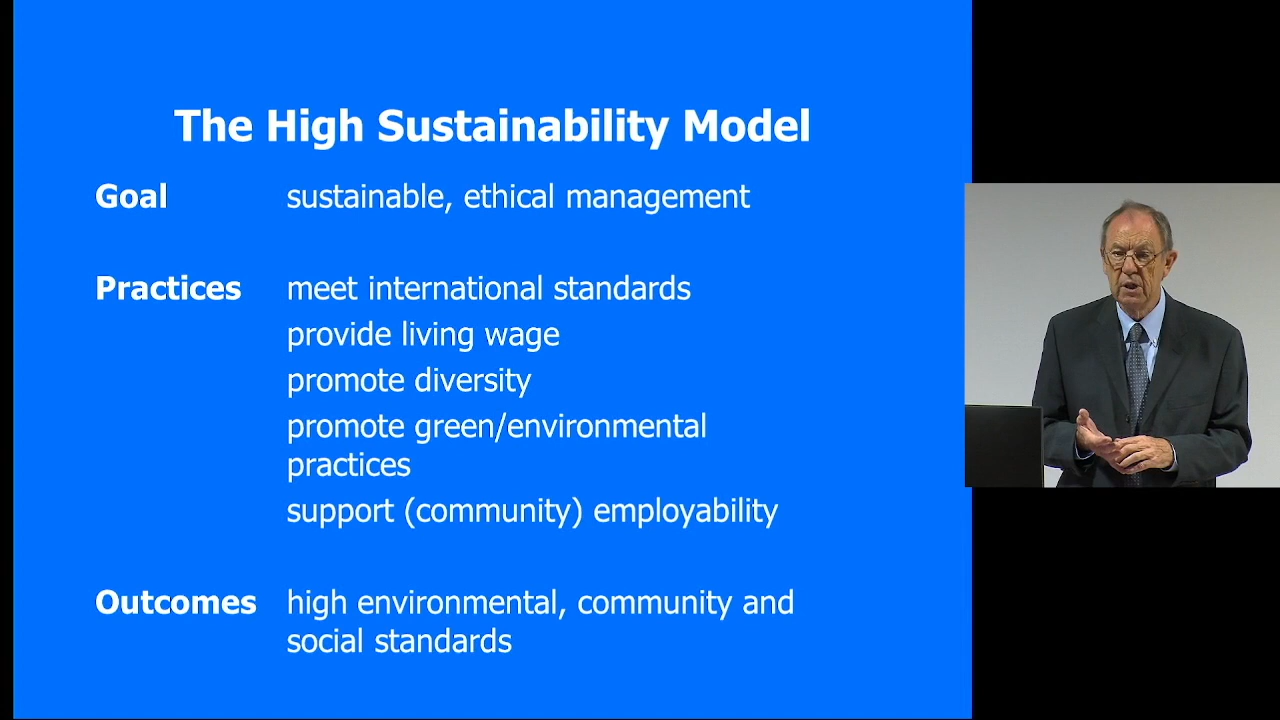 The High Sustainability Model
Goal sustainable, ethical management
Practices meet international standards
provide living wage
promote diversity
promote green/environmental
practices
support (community) employability
Outcomes high environmental, community and
social standards